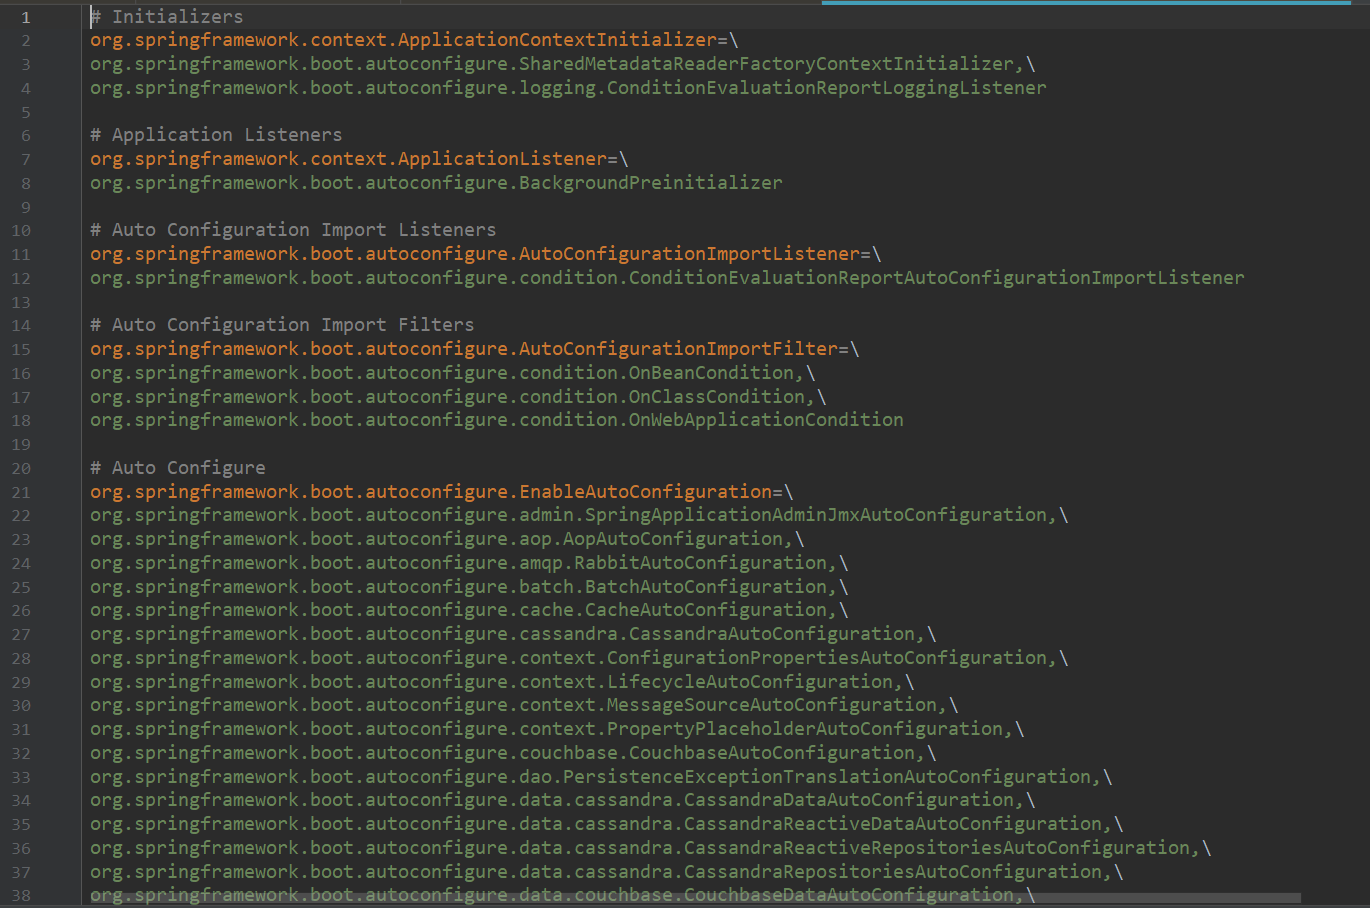 1 # Initializers
2 org.springframework.context.ApplicationContextInitializer=\
3 org.springframework.boot.autoconfigure.SharedMetadataReaderFactoryContextInitializer,\
4 org.springframework.boot.autoconfigure.logging.ConditionEvaluationReportLoggingListener
5
6 # Application Listeners
7 org.springframework.context.ApplicationListener=\
8 org.springframework.boot.autoconfigure.BackgroundPreinitializer
9
10 # Auto Configuration Import Listeners
11 org.springframework.boot.autoconfigure.AutoConfigurationImportListener=\
12 org.springframework.boot.autoconfigure.condition.ConditionEvaluationReportAutoConfigurationImportListener
13
14 # Auto Configuration Import Filters
15 org.springframework.boot.autoconfigure.AutoConfigurationImportFilter=\
16 org.springframework.boot.autoconfigure.condition.OnBeanCondition,\
17 org.springframework.boot.autoconfigure.condition.OnClassCondition,\
18 org.springframework.boot.autoconfigure.condition.OnWebApplicationCondition
19
20 # Auto Configure
21 org.springframework.boot.autoconfigure.EnableAutoConfiguration=\
22 org.springframework.boot.autoconfigure.admin.SpringApplicationAdminJmxAutoConfiguration,\
23 org.springframework.boot.autoconfigure.aop.AopAutoConfiguration,\
24 org.springframework.boot.autoconfigure.amqp.RabbitAutoConfiguration,\
25 org.springframework.boot.autoconfigure.batch.BatchAutoConfiguration,\
26 org.springframework.boot.autoconfigure.cache.CacheAutoConfiguration,\
27 org.springframework.boot.autoconfigure.cassandra.CassandraAutoConfiguration,\
28 org.springframework.boot.autoconfigure.context.ConfigurationPropertiesAutoConfiguration,\
29 org.springframework.boot.autoconfigure.context.LifecycleAutoConfiguration,\
30 org.springframework.boot.autoconfigure.context.MessageSourceAutoConfiguration,\
31 org.springframework.boot.autoconfigure.context.PropertyPlaceholderAutoConfiguration,\
32 org.springframework.boot.autoconfigure.couchbase.CouchbaseAutoConfiguration,\
33 org.springframework.boot.autoconfigure.dao.PersistenceExceptionTranslationAutoConfiguration,\
34 org.springframework.boot.autoconfigure.data.cassandra.CassandraDataAutoConfiguration,\
35 org.springframework.boot.autoconfigure.data.cassandra.CassandraReactiveDataAutoConfiguration,\
36 org.springframework.boot.autoconfigure.data.cassandra.CassandraReactiveRepositoriesAutoConfiguration,\
37 org.springframework.boot.autoconfigure.data.cassandra.CassandraRepositoriesAutoConfiguration,\
38 org.springframework.boot.autoconfigure.data.couchbase.CouchbaseDataAutoConfiguration,\